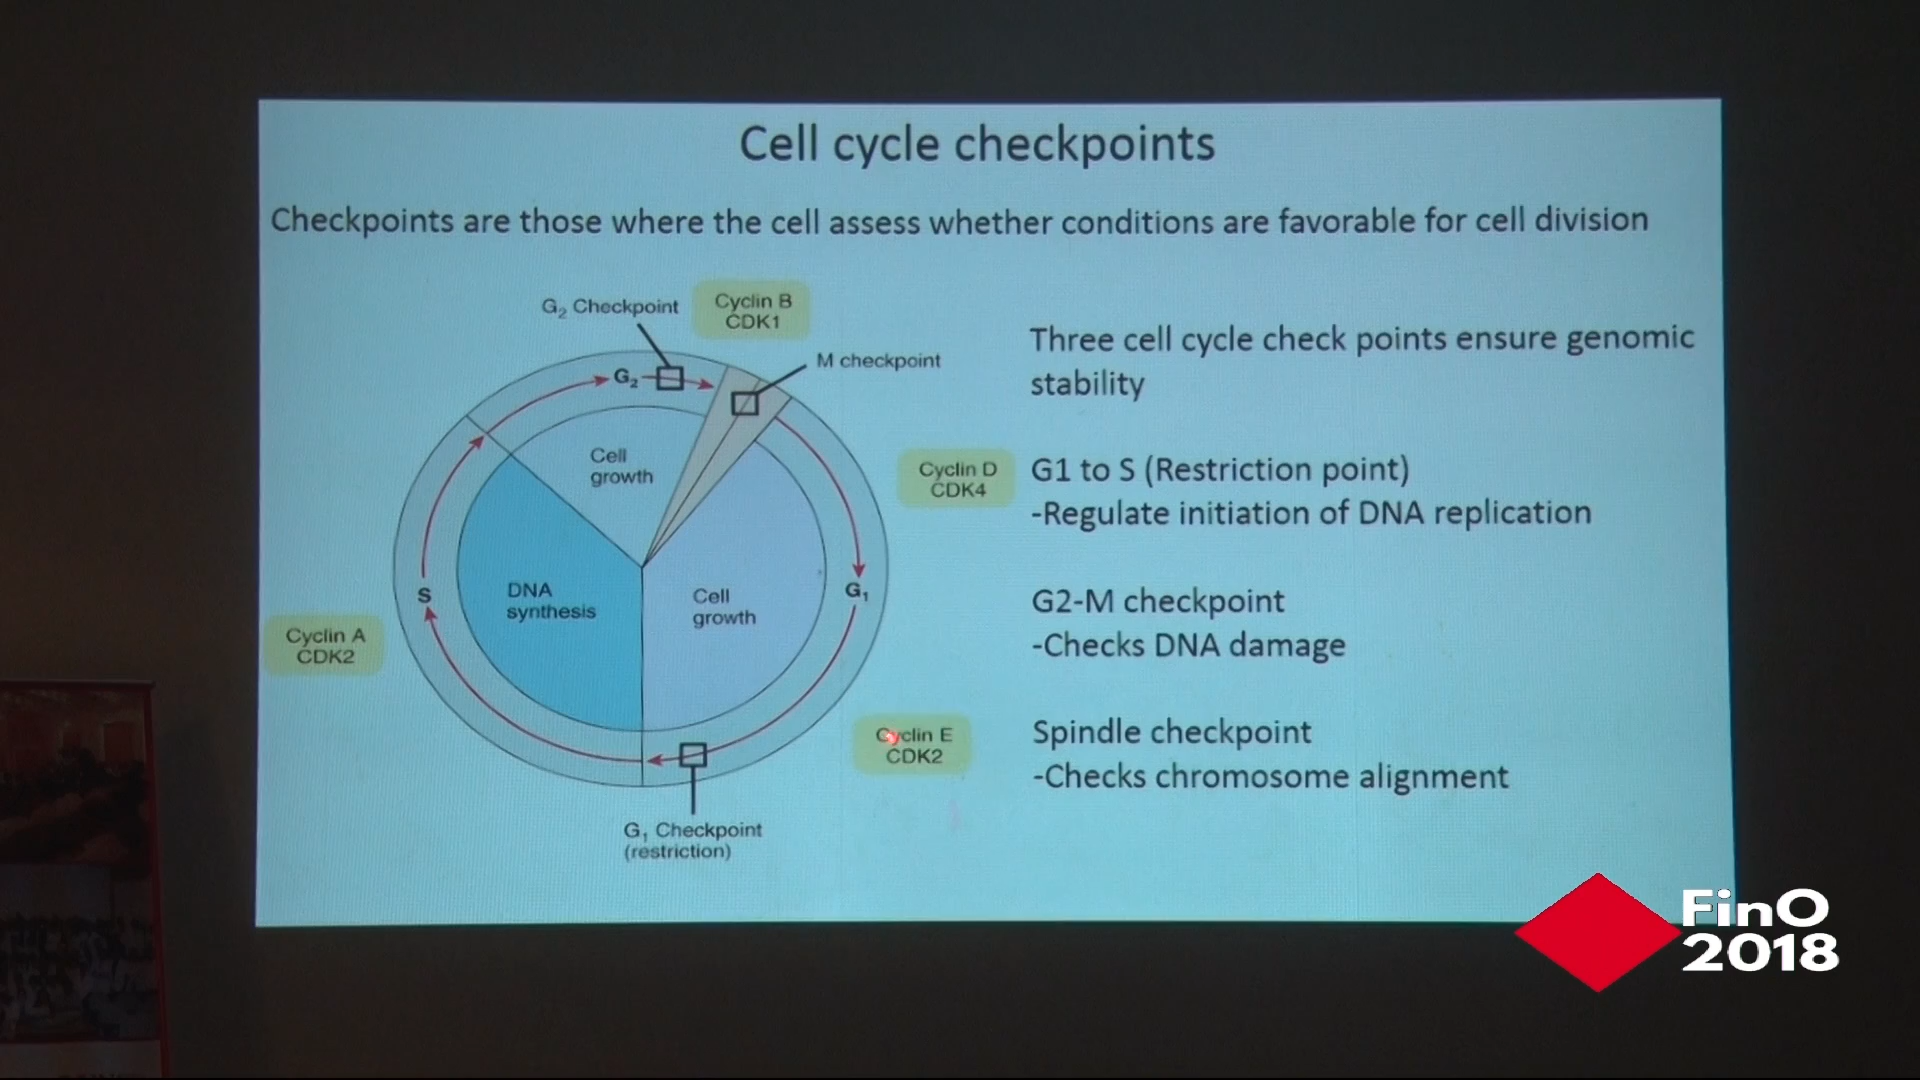 Cell cycle checkpoints
Checkpoints are those where the cell assess whether conditions are favorable for cell division
G₂ Checkpoint
Cyclin B
CDK1
M checkpoint
G₂
Cell
growth
Cyclin D
CDK4
DNA
synthesis
S
Cell
growth
G₁
Cyclin A
CDK2
Cyclin E
CDK2
G₁ Checkpoint
(restriction)
Three cell cycle check points ensure genomic
stability
G1 to S (Restriction point)
-Regulate initiation of DNA replication
G2-M checkpoint
-Checks DNA damage
Spindle checkpoint
-Checks chromosome alignment
FinO
2018